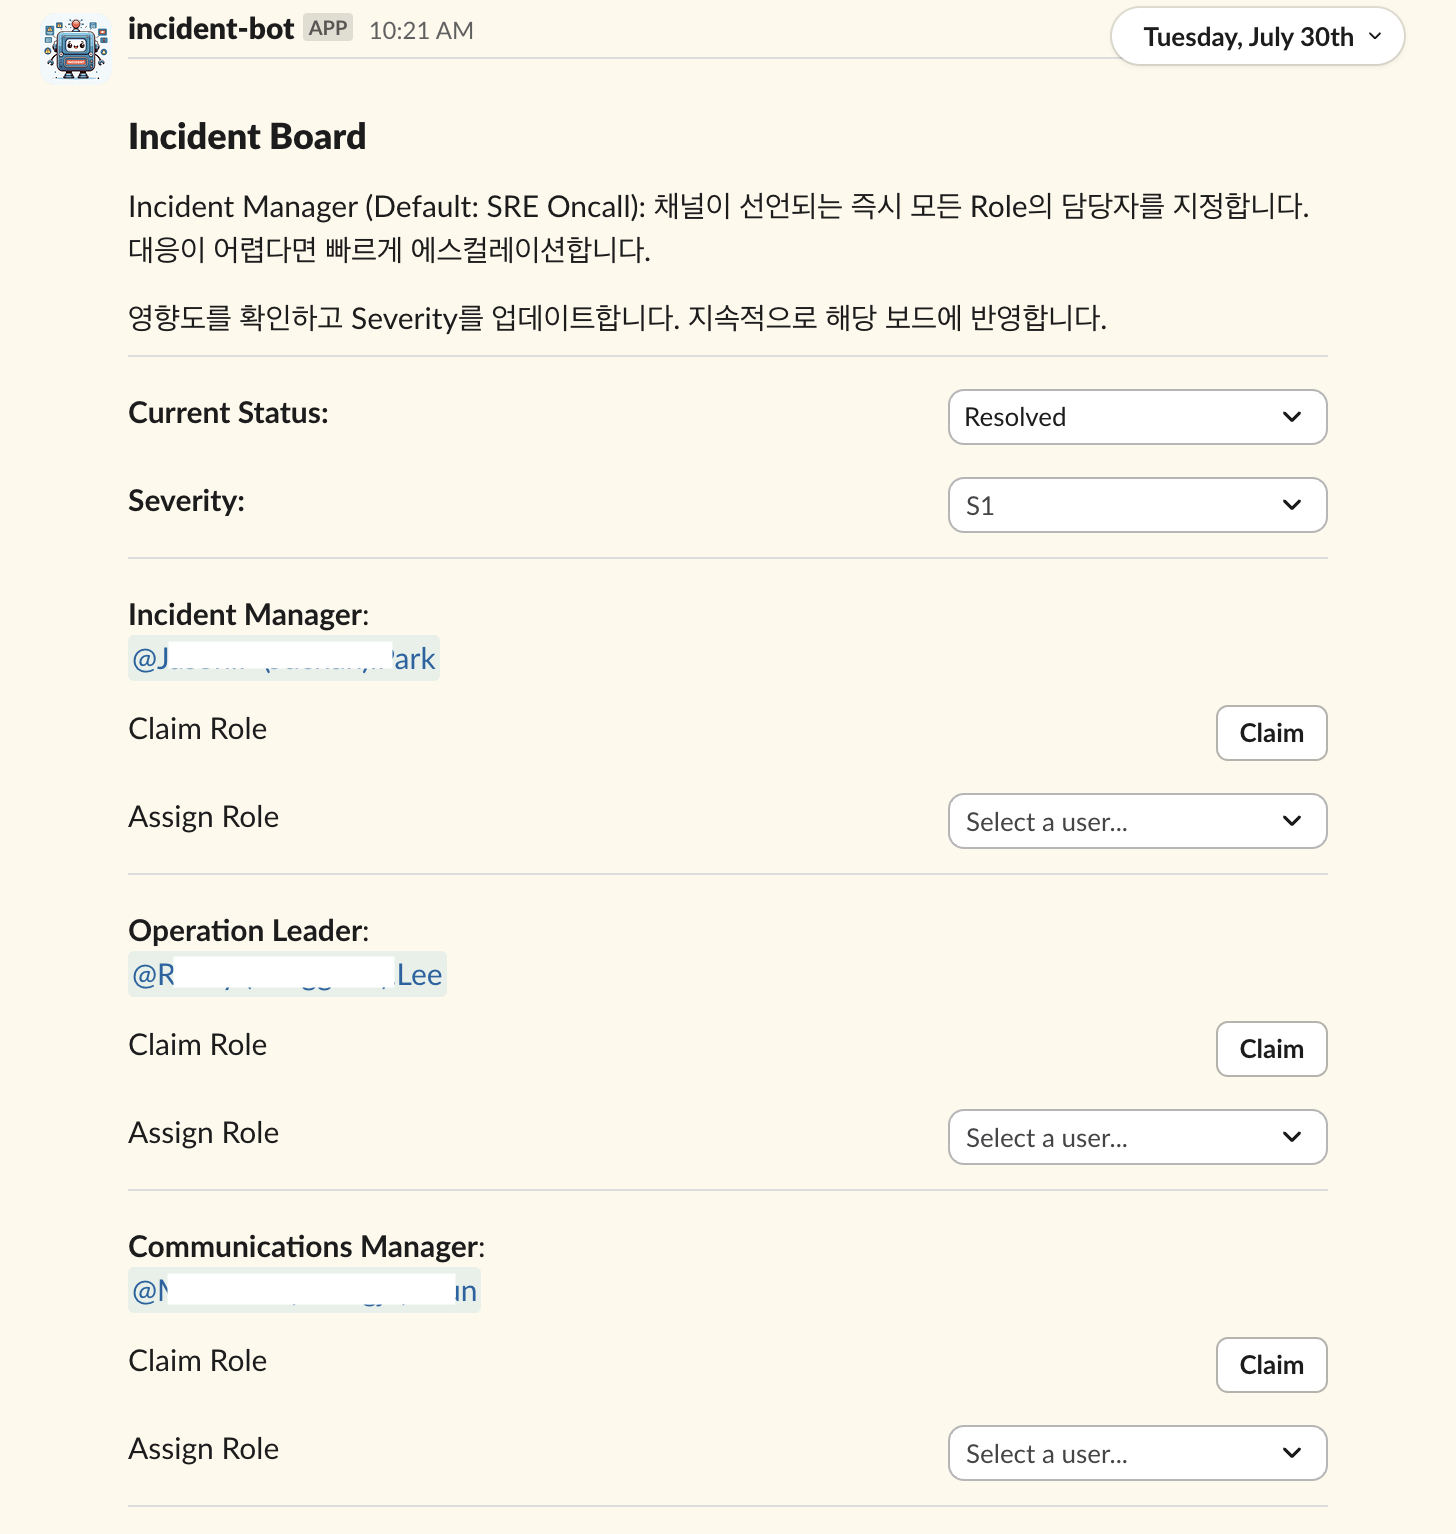 incident-bot APP 10:21 AM
Tuesday, July 30th
Incident Board
Incident Manager (Default: SRE Oncall): 채널이 선언되는 즉시 모든 Role의 담당자를 지정합니다.
대응이 어렵다면 빠르게 에스컬레이션합니다.
영향도를 확인하고 Severity를 업데이트합니다. 지속적으로 해당 보드에 반영합니다.
Current Status:
Resolved
Severity:
S1
Incident Manager:
Claim Role
Claim
Assign Role
Select a user...
Operation Leader:
Lee
Claim Role
Claim
Assign Role
Select a user...
Communications Manager:
Claim Role
Claim
Assign Role
Select a user...